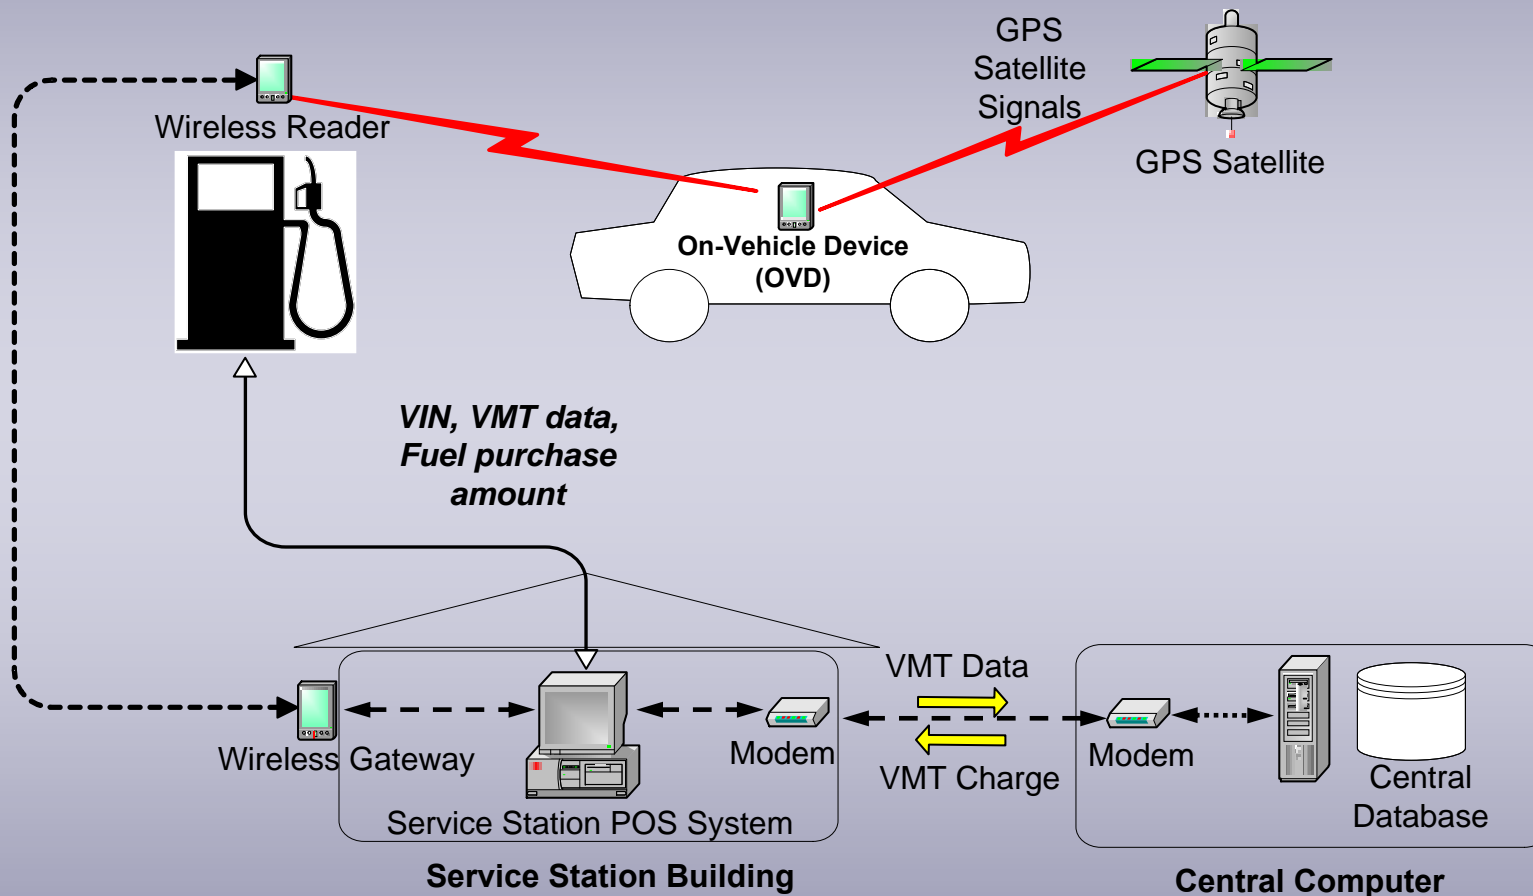 GPS
Satellite
Signals
Wireless Reader
GPS Satellite
On-Vehicle Device
(OVD)
VIN, VMT data,
Fuel purchase
amount
VMT Data
Wireless Gateway
Modem
VMT Charge
Modem
Central
Database
Service Station POS System
Service Station Building
Central Computer